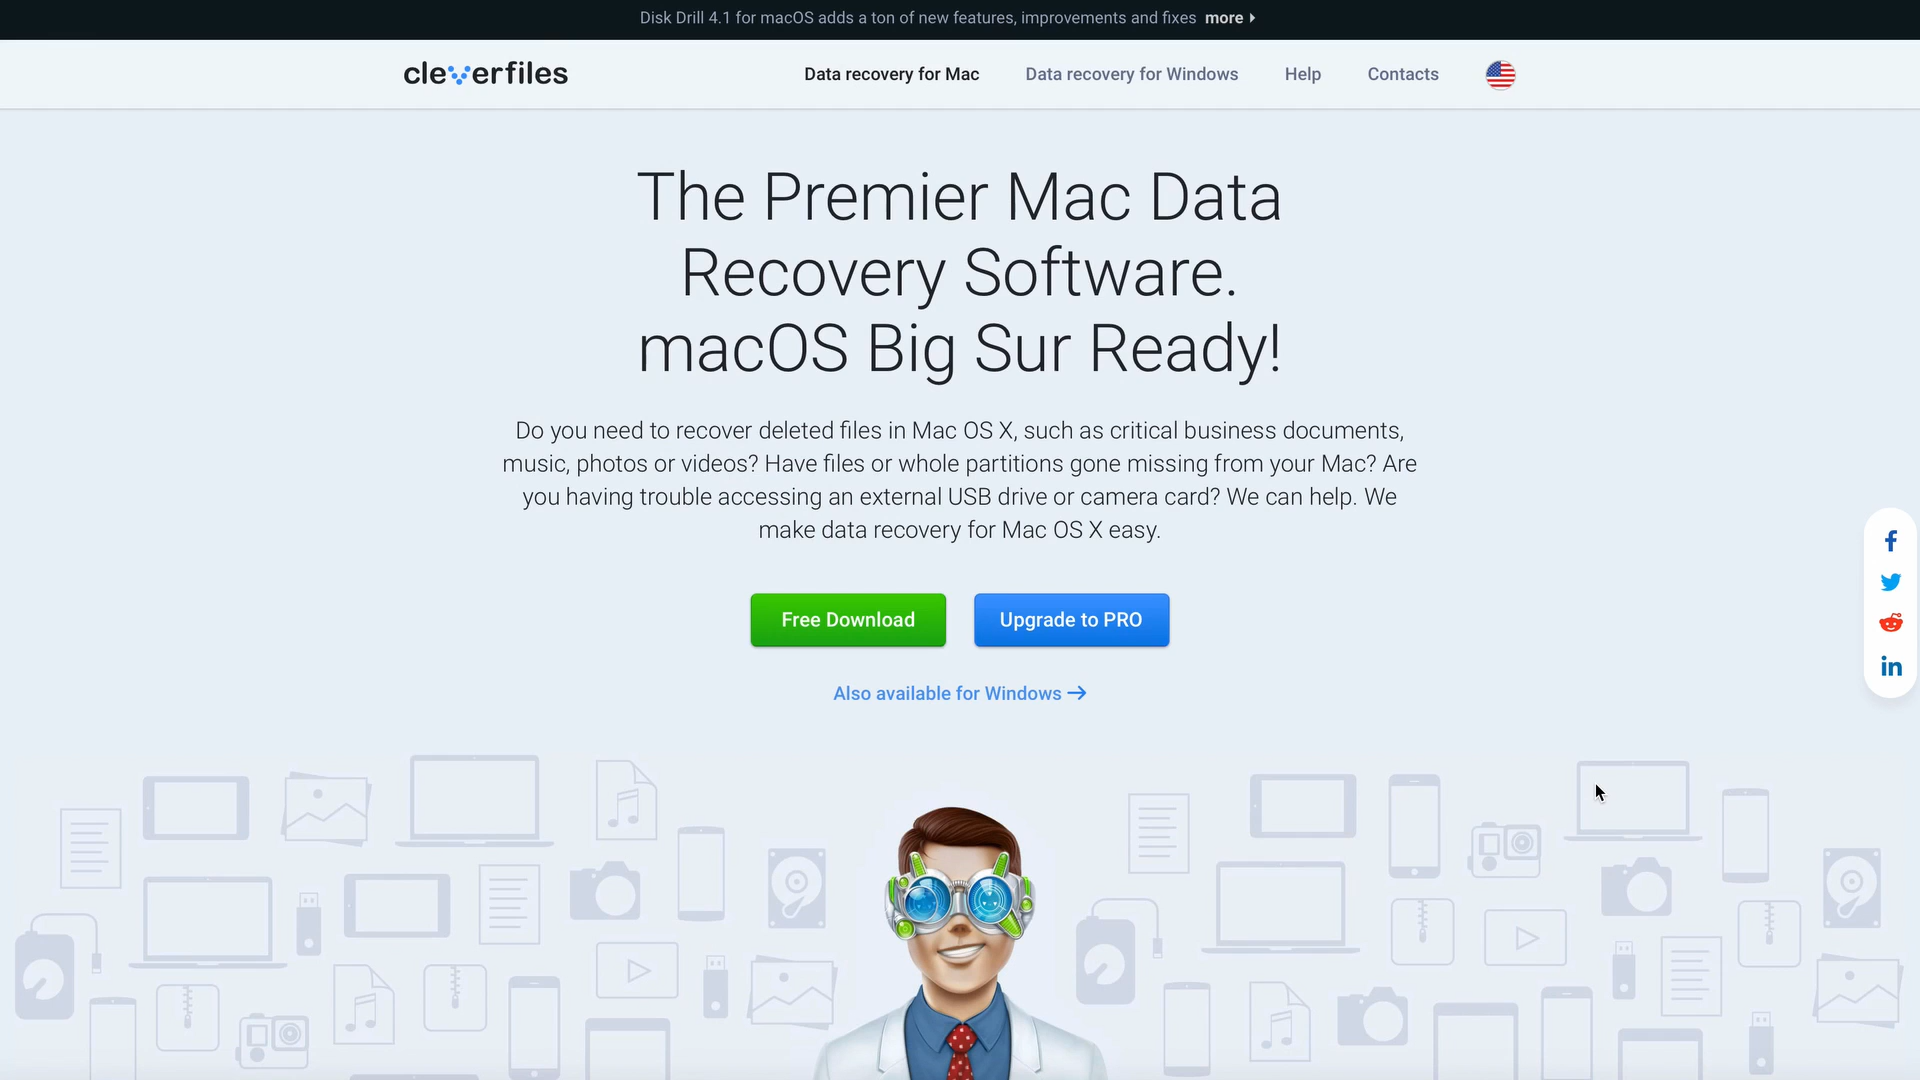 Disk Drill 4.1 for macOS adds a ton of new features, improvements and fixes more
cleverfiles
Data recovery for Mac
Data recovery for Windows
Help
Contacts
The Premier Mac Data
Recovery Software.
macOS Big Sur Ready!
Do you need to recover deleted files in Mac OS X, such as critical business documents,
music, photos or videos? Have files or whole partitions gone missing from your Mac? Are
you having trouble accessing an external USB drive or camera card? We can help. We
make data recovery for Mac OS X easy.
Free Download
Upgrade to PRO
Also available for Windows →